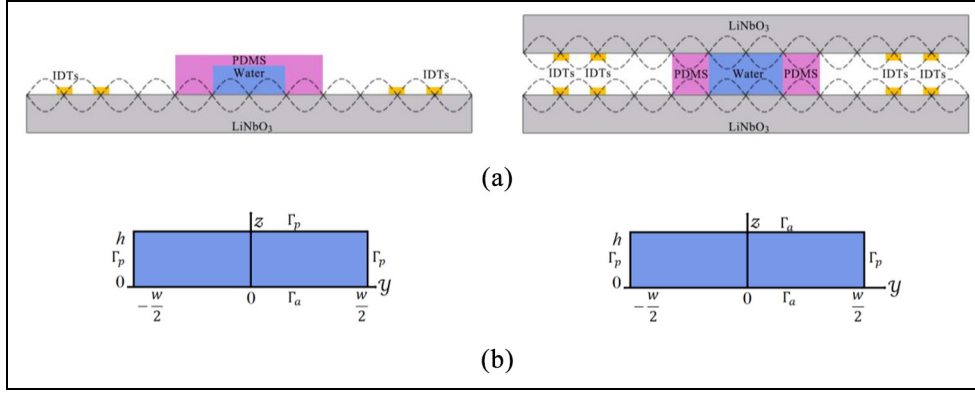 LiNbO₃
PDMS
Water
IDTs
IDTs
LiNbO₃
IDTs IDTs
PDMS
Water
PDMS
IDTs IDTs
LiNbO₃
(a)
z Γₚ
h
Γₚ
Γₚ
0
y
-w/2
0
Γₐ
w/2
z Γₐ
h
Γₚ
Γₚ
0
y
-w/2
0
Γₐ
w/2
(b)